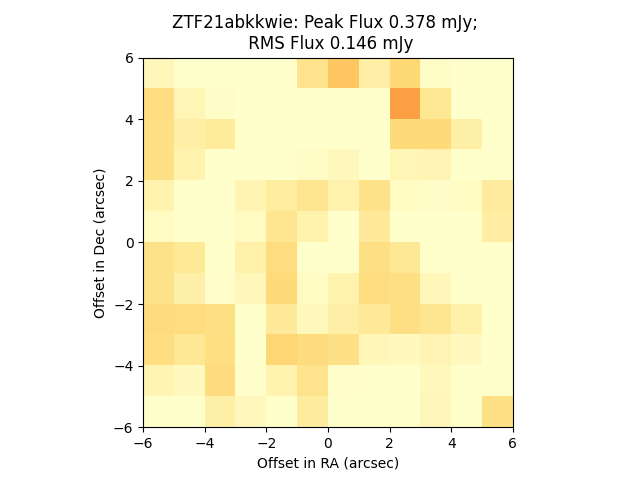 ZTF21abkkwie: Peak Flux 0.378 mJy;
RMS Flux 0.146 mJy
6
4
2
0
−2
−4
−6
Offset in Dec (arcsec)
−6 −4 −2 0 2 4 6
Offset in RA (arcsec)